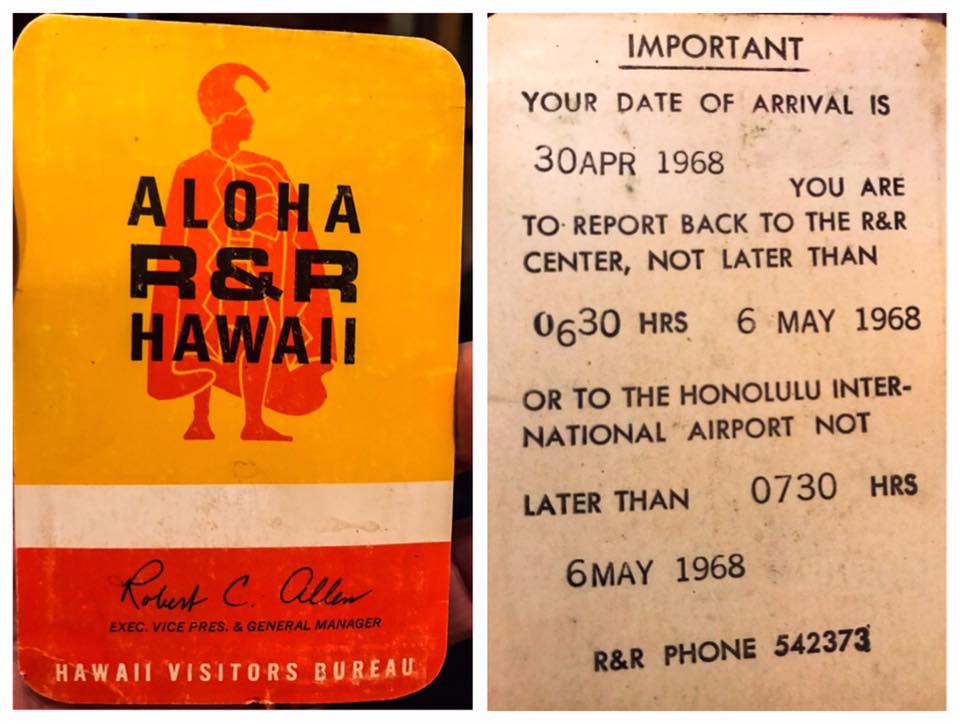 ALOHA
R&R
HAWAII
Robert C. Allen
EXEC. VICE PRES. & GENERAL MANAGER
HAWAII VISITORS BUREAU
IMPORTANT
YOUR DATE OF ARRIVAL IS
30APR 1968
YOU ARE
TO REPORT BACK TO THE R&R
CENTER, NOT LATER THAN
0630 HRS 6 MAY 1968
OR TO THE HONOLULU INTER-
NATIONAL AIRPORT NOT
LATER THAN 0730 HRS
6MAY 1968
R&R PHONE 542373